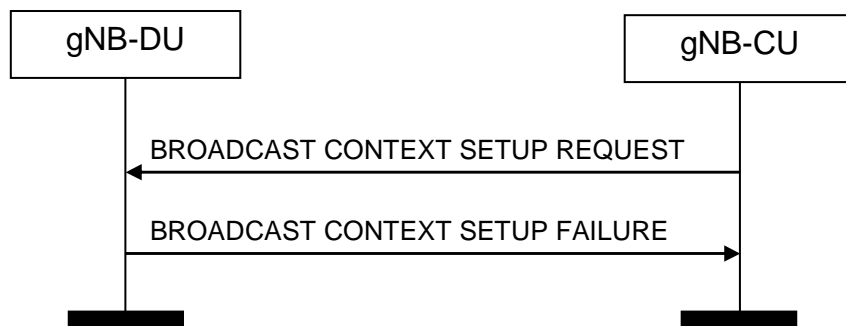 gNB-DU
gNB-CU
BROADCAST CONTEXT SETUP REQUEST
BROADCAST CONTEXT SETUP FAILURE